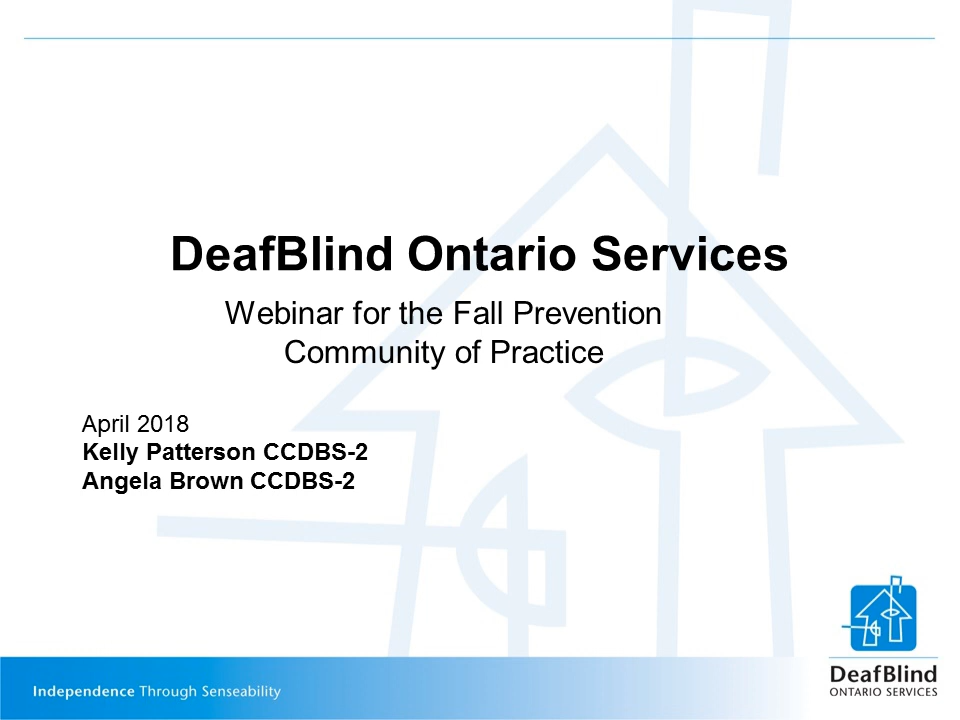 DeafBlind Ontario Services
Webinar for the Fall Prevention
Community of Practice
April 2018
Kelly Patterson CCDBS-2
Angela Brown CCDBS-2
Independence Through Senseability
DeafBlind
ONTARIO SERVICES